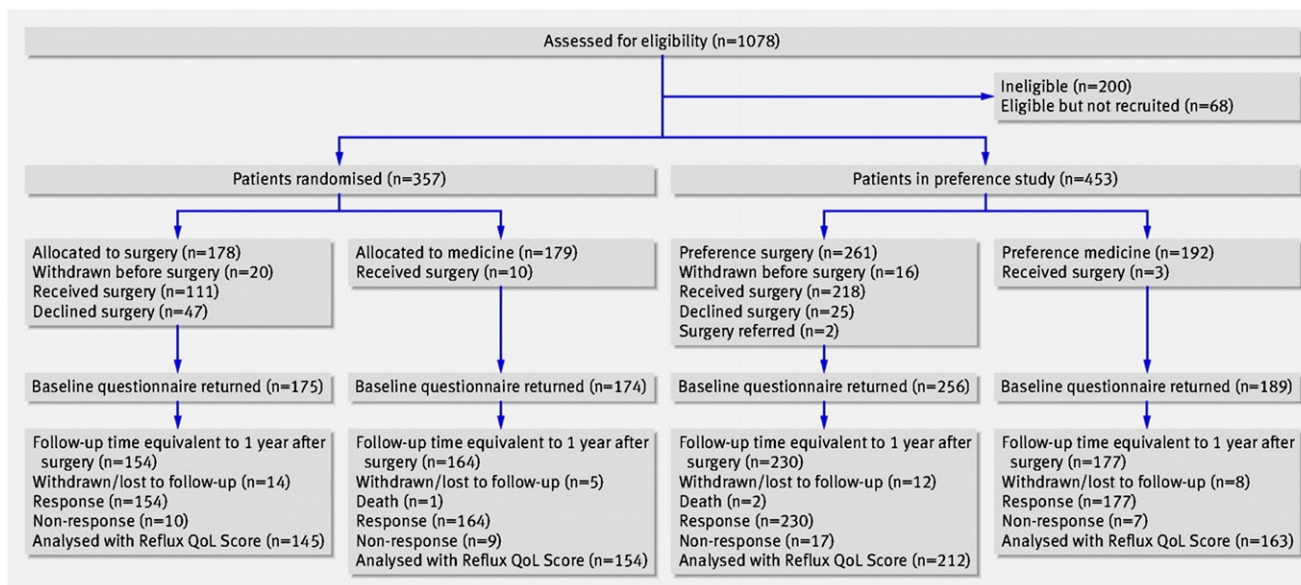 Assessed for eligibility (n=1078)
Ineligible (n=200)
Eligible but not recruited (n=68)
Patients randomised (n=357)
Patients in preference study (n=453)
Allocated to surgery (n=178)
Withdrawn before surgery (n=20)
Received surgery (n=111)
Declined surgery (n=47)
Allocated to medicine (n=179)
Received surgery (n=10)
Preference surgery (n=261)
Withdrawn before surgery (n=16)
Received surgery (n=218)
Declined surgery (n=25)
Surgery referred (n=2)
Preference medicine (n=192)
Received surgery (n=3)
Baseline questionnaire returned (n=175)
Baseline questionnaire returned (n=174)
Baseline questionnaire returned (n=256)
Baseline questionnaire returned (n=189)
Follow-up time equivalent to 1 year after
surgery (n=154)
Withdrawn/lost to follow-up (n=14)
Response (n=154)
Non-response (n=10)
Analysed with Reflux QoL Score (n=145)
Follow-up time equivalent to 1 year after
surgery (n=164)
Withdrawn/lost to follow-up (n=5)
Death (n=1)
Response (n=164)
Non-response (n=9)
Analysed with Reflux QoL Score (n=154)
Follow-up time equivalent to 1 year after
surgery (n=230)
Withdrawn/lost to follow-up (n=12)
Death (n=2)
Response (n=230)
Non-response (n=17)
Analysed with Reflux QoL Score (n=212)
Follow-up time equivalent to 1 year after
surgery (n=177)
Withdrawn/lost to follow-up (n=8)
Response (n=177)
Non-response (n=7)
Analysed with Reflux QoL Score (n=163)